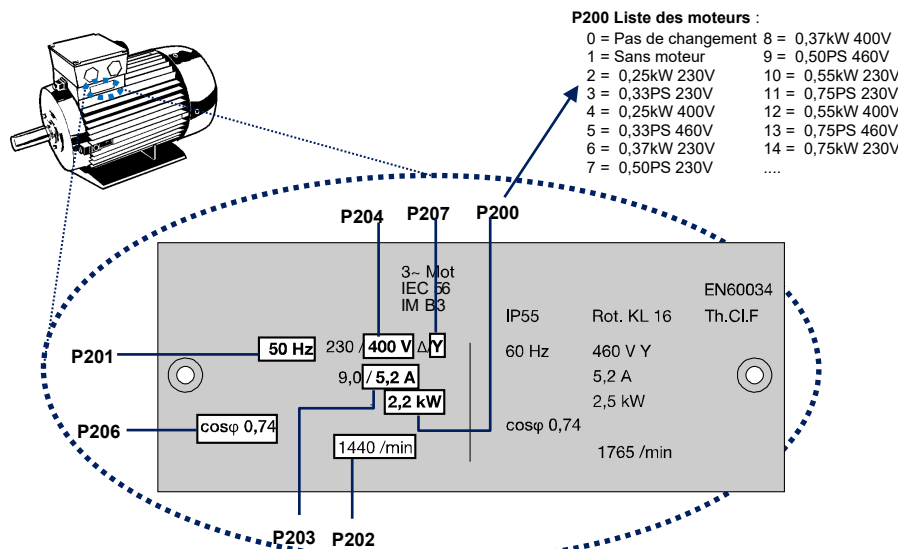 P200 Liste des moteurs :
0 = Pas de changement 8 = 0,37kW 400V
1 = Sans moteur 9 = 0,50PS 460V
2 = 0,25kW 230V 10 = 0,55kW 230V
3 = 0,33PS 230V 11 = 0,75PS 230V
4 = 0,25kW 400V 12 = 0,55kW 400V
5 = 0,33PS 460V 13 = 0,75PS 460V
6 = 0,37kW 230V 14 = 0,75kW 230V
7 = 0,50PS 230V ....
P204 P207 P200
3~ Mot
IEC 56
IM B3
EN60034
IP55 Rot. KL 16 Th.Cl.F
P201
50 Hz 230 / 400 V Δ/Y 60 Hz 460 V Y
9,0 / 5,2 A 5,2 A
2,2 kW 2,5 kW
P206
cosφ 0,74 cosφ 0,74
1440 /min 1765 /min
P203 P202